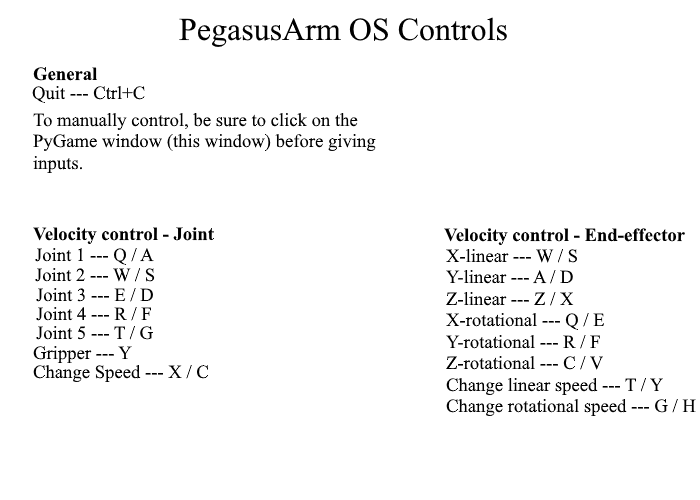 PegasusArm OS Controls
General
Quit --- Ctrl+C
To manually control, be sure to click on the
PyGame window (this window) before giving
inputs.
Velocity control - Joint
Joint 1 --- Q / A
Joint 2 --- W / S
Joint 3 --- E / D
Joint 4 --- R / F
Joint 5 --- T / G
Gripper --- Y
Change Speed --- X / C
Velocity control - End-effector
X-linear --- W / S
Y-linear --- A / D
Z-linear --- Z / X
X-rotational --- Q / E
Y-rotational --- R / F
Z-rotational --- C / V
Change linear speed --- T / Y
Change rotational speed --- G / H